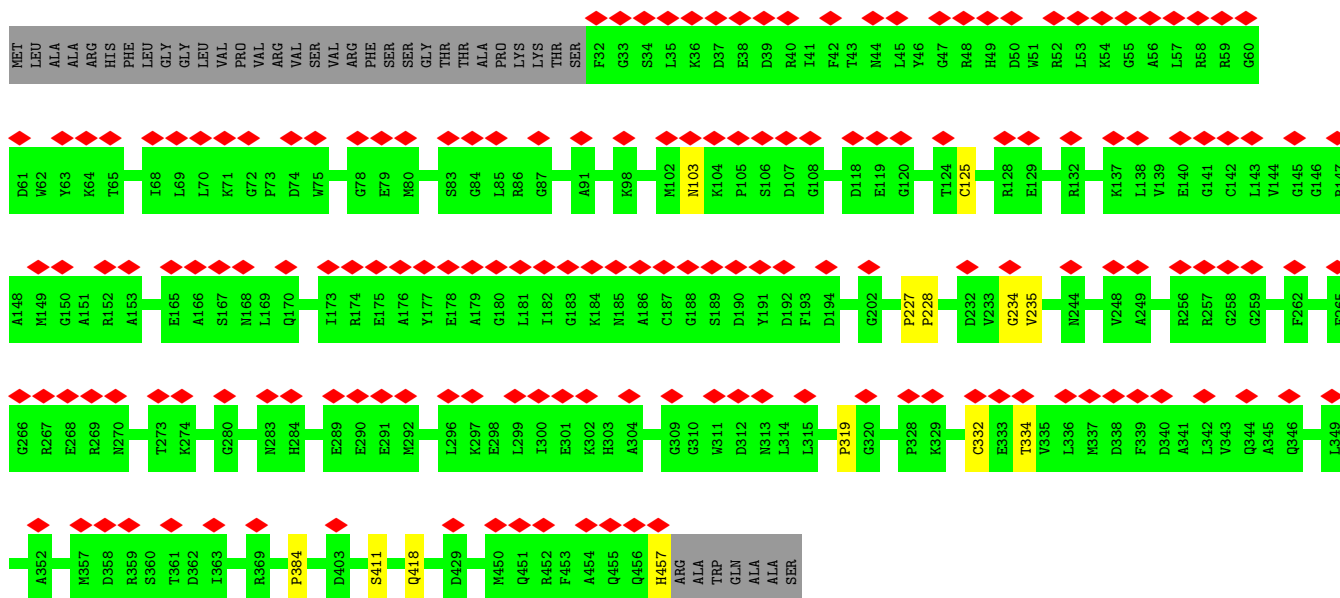 MET LEU ALA ALA ARG HIS PHE LEU GLY GLY LEU VAL PRO VAL ARG VAL SER VAL ARG PHE SER SER GLY THR THR ALA PRO LYS LYS THR SER F32 G33 S34 L35 K36 D37 E38 D39 R40 I41 F42 T43 N44 L45 Y46 G47 R48 H49 D50 W51 R52 L53 K54 G55 A56 L57 R58 R59 G60
D61 W62 Y63 K64 T65 I68 L69 L70 K71 G72 P73 D74 W75 G78 E79 M80 S83 G84 L85 R86 G87 A91 K98 M102 N103 K104 P105 S106 D107 G108 D118 E119 G120 T124 C125 R128 E129 R132 K137 L138 V139 E140 G141 C142 L143 V144 G145 G146
A148 M149 G150 A151 R152 A153 E165 A166 S167 N168 L169 Q170 I173 R174 E175 A176 Y177 E178 A179 G180 L181 I182 G183 K184 N185 A186 C187 G188 S189 D190 Y191 D192 F193 D194 G202 P227 P228 D232 V233 G234 V235 N244 V248 A249 R256 R257 G258 G259 F262
G266 R267 E268 R269 N270 T273 K274 G280 N283 H284 E289 E290 E291 M292 L296 K297 E298 L299 I300 E301 K302 H303 A304 G309 G310 W311 D312 N313 L314 L315 P319 G320 P328 K329 C332 E333 T334 V335 L336 M337 D338 F339 D340 A341 L342 V343 Q344 A345 Q346 L349
A352 M357 D358 R359 S360 T361 D362 I363 R369 P384 D403 S411 Q418 D429 M450 Q451 R452 F453 A454 Q455 Q456 H457 ARG ALA TRP GLN ALA ALA SER